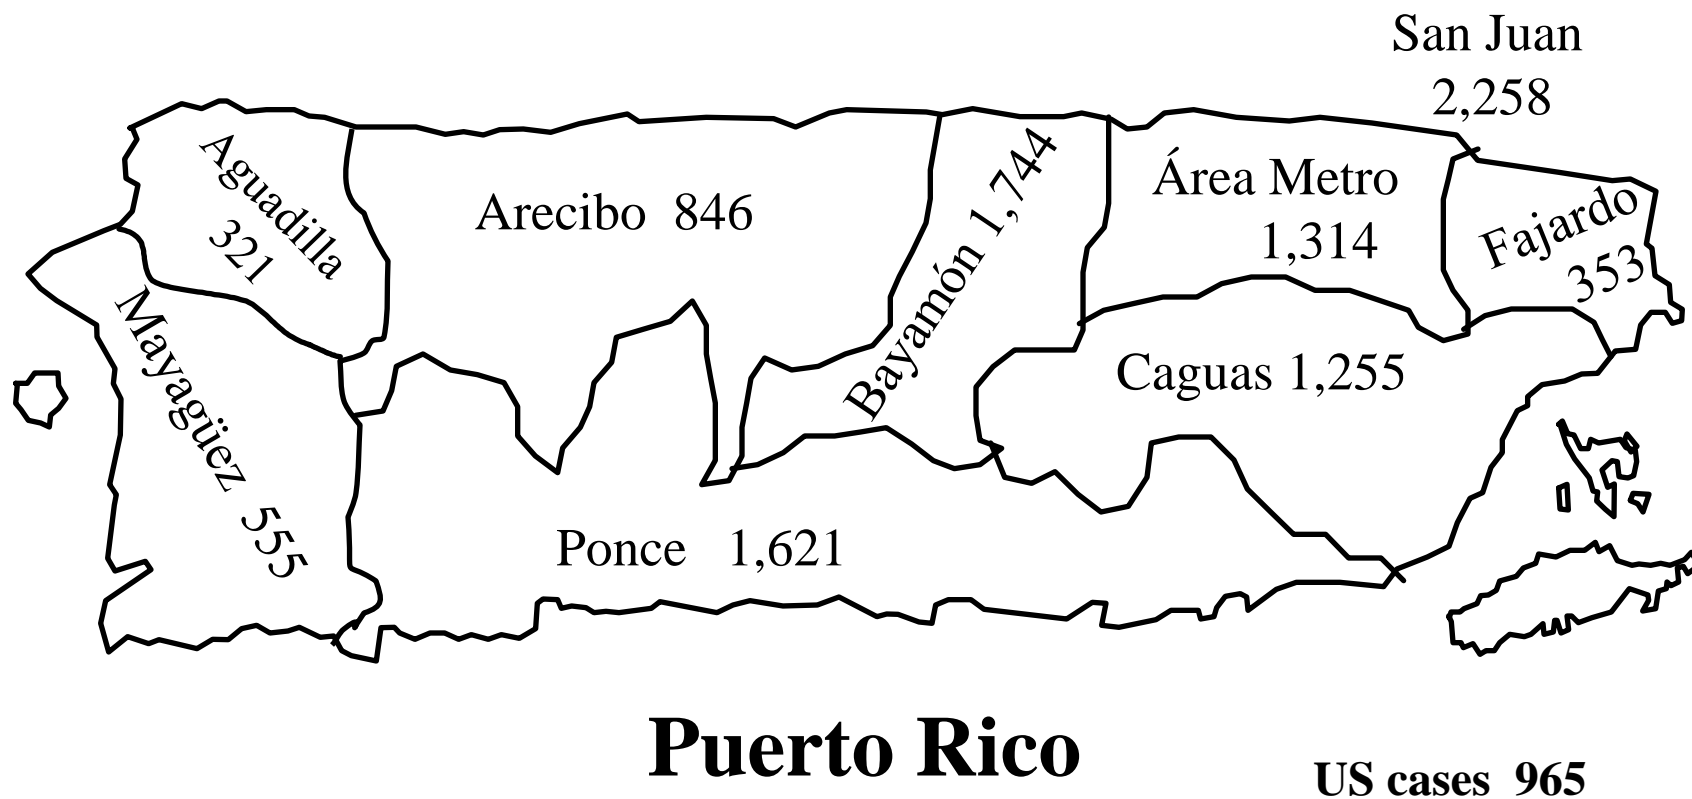 San Juan
2,258
Aguadilla
321
Arecibo 846
Bayamón 1,744
Área Metro
1,314
Fajardo
353
Mayagüez 555
Caguas 1,255
Ponce 1,621
Puerto Rico
US cases 965